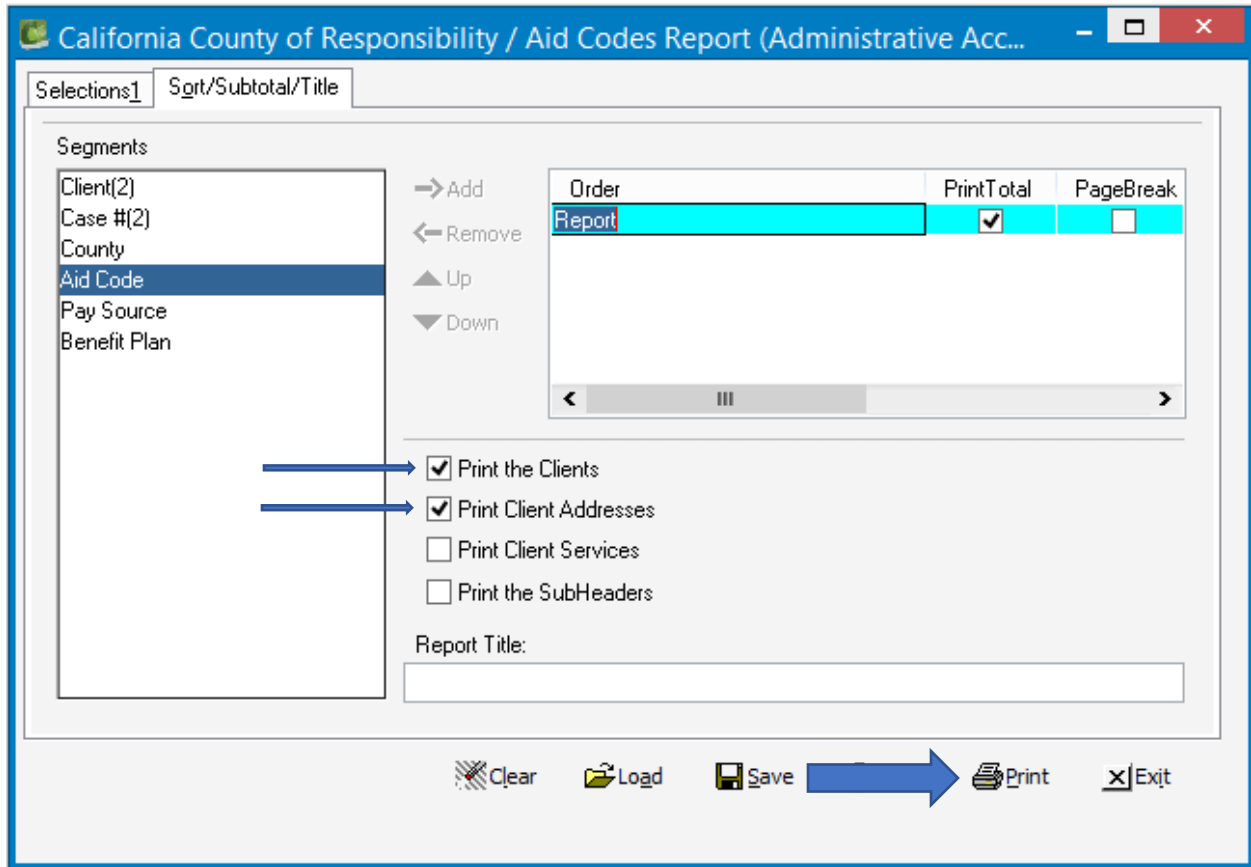 California County of Responsibility / Aid Codes Report (Administrative Acc...
Selections1 Sort/Subtotal/Title
Segments
Client(2)
Case #(2)
County
Aid Code
Pay Source
Benefit Plan
Add
Remove
Up
Down
Order PrintTotal PageBreak
Report
Print the Clients
Print Client Addresses
Print Client Services
Print the SubHeaders
Report Title:
Clear Load Save Print Exit